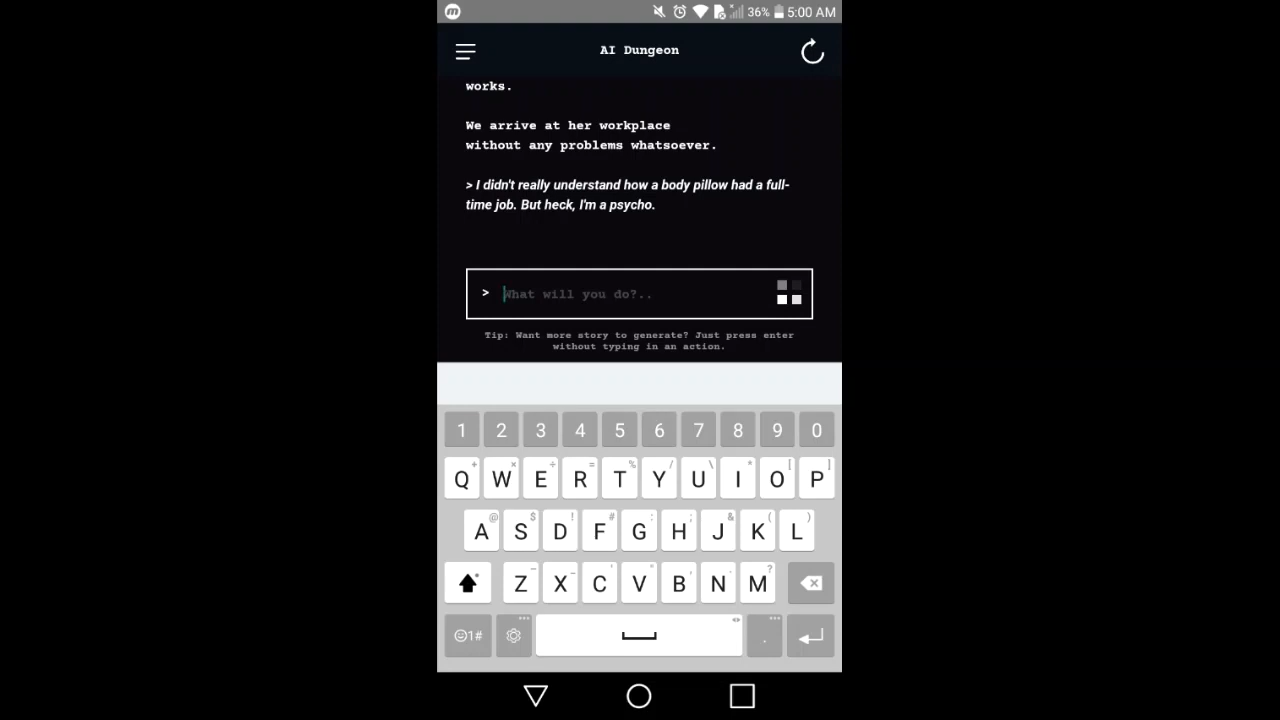 36% 5:00 AM
AI Dungeon
works.
We arrive at her workplace
without any problems whatsoever.
> I didn't really understand how a body pillow had a full-
time job. But heck, I'm a psycho.
> What will you do?..
Tip: Want more story to generate? Just press enter
without typing in an action.
1 2 3 4 5 6 7 8 9 0
+ × ÷ = % / \ * [ ]
Q W E R T Y U I O P
@ $ ! # : ; & ( )
A S D F G H J K L
Z X C V B N M ?
1# .